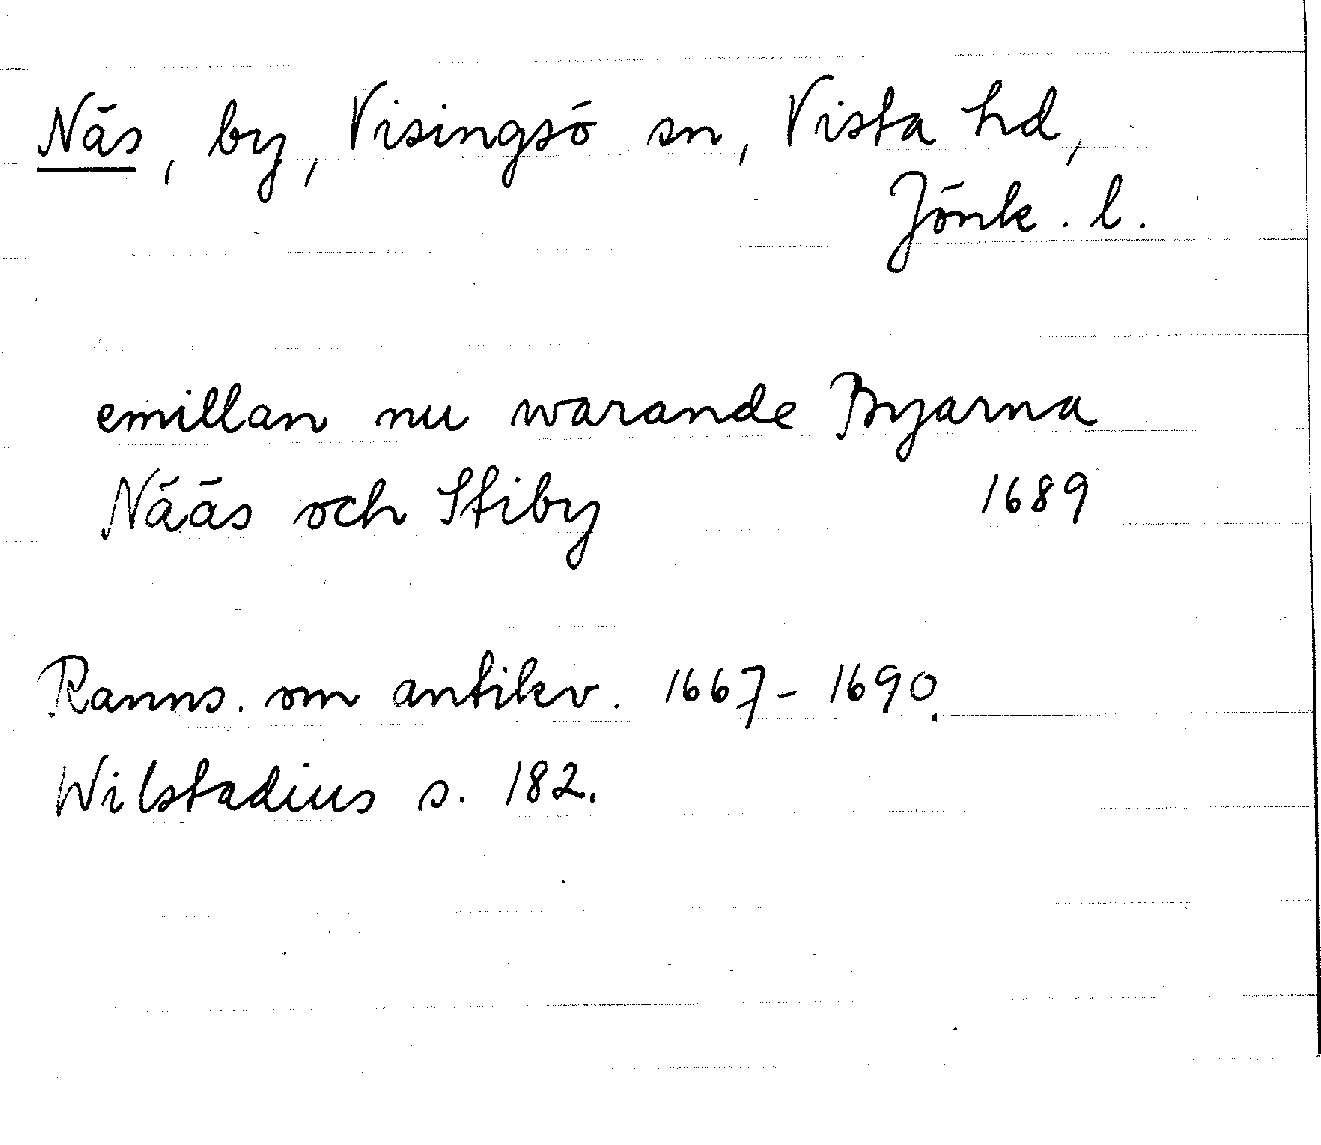 Näs, by, Visingsö sn, Vista hd,
Jönk. l.
emillan nu warande Byarna
Nääs och Stiby 1689
Ranns. om antikv. 1667-1690.
Wilstadius s. 182.